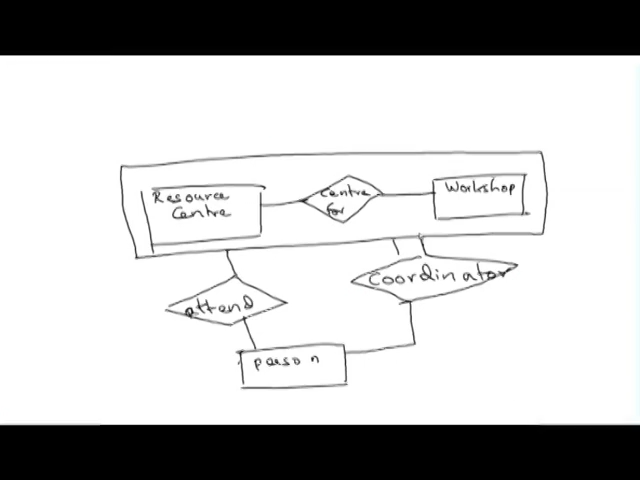 Resource
Centre
Centre
for
Workshop
attend
Coordinator
person